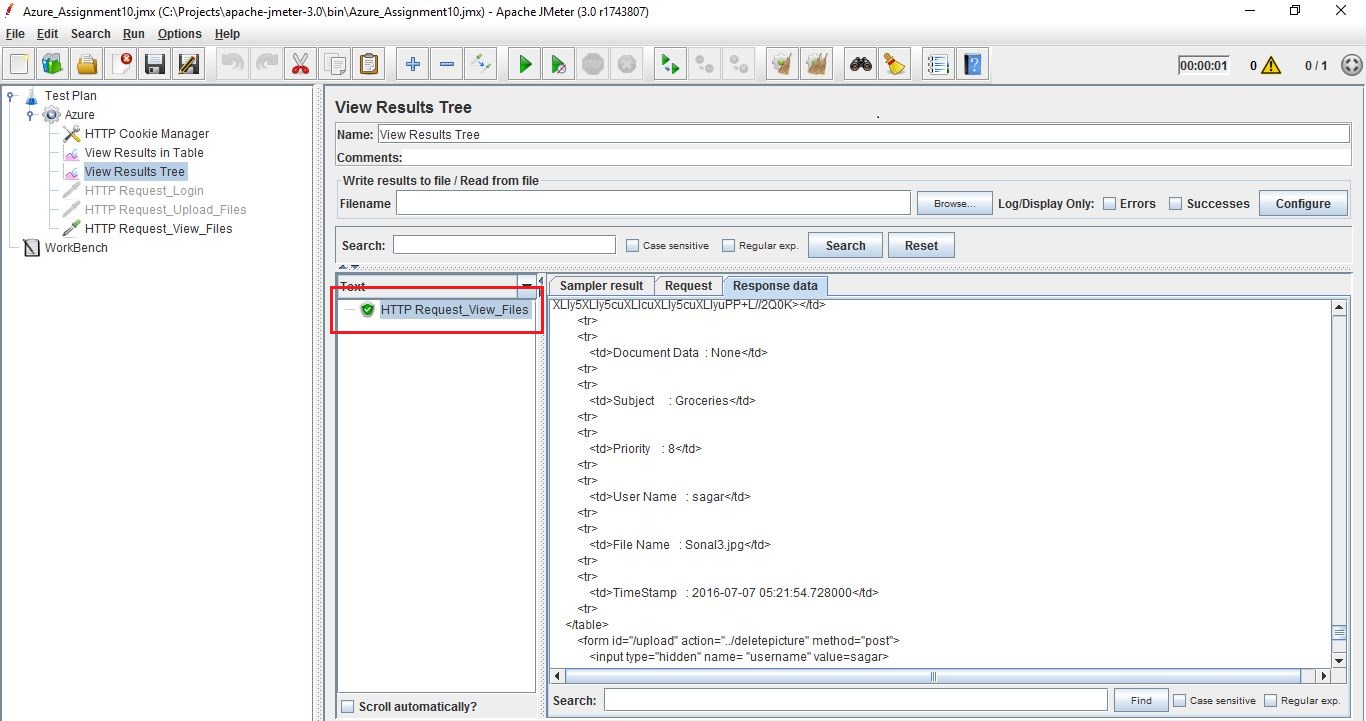 Azure_Assignment10.jmx (C:\Projects\apache-jmeter-3.0\bin\Azure_Assignment10.jmx) - Apache JMeter (3.0 r1743807)
File Edit Search Run Options Help
00:00:01 0 0 / 1
Test Plan
Azure
HTTP Cookie Manager
View Results in Table
View Results Tree
HTTP Request_Login
HTTP Request_Upload_Files
HTTP Request_View_Files
WorkBench
View Results Tree
Name: View Results Tree
Comments:
Write results to file / Read from file
Filename Browse... Log/Display Only: Errors Successes Configure
Search: Case sensitive Regular exp. Search Reset
Text
HTTP Request_View_Files
Scroll automatically?
Sampler result Request Response data
XLly5XLly5cuXLlcuXLly5cuXLlyuPP+L//2Q0K></td>
<tr>
<tr>
<td>Document Data : None</td>
<tr>
<tr>
<td>Subject : Groceries</td>
<tr>
<tr>
<td>Priority : 8</td>
<tr>
<tr>
<td>User Name : sagar</td>
<tr>
<tr>
<td>File Name : Sonal3.jpg</td>
<tr>
<tr>
<td>TimeStamp : 2016-07-07 05:21:54.728000</td>
<tr>
</table>
<form id="/upload" action="../deletepicture" method="post">
<input type="hidden" name= "username" value=sagar>
Search: Find Case sensitive Regular exp.